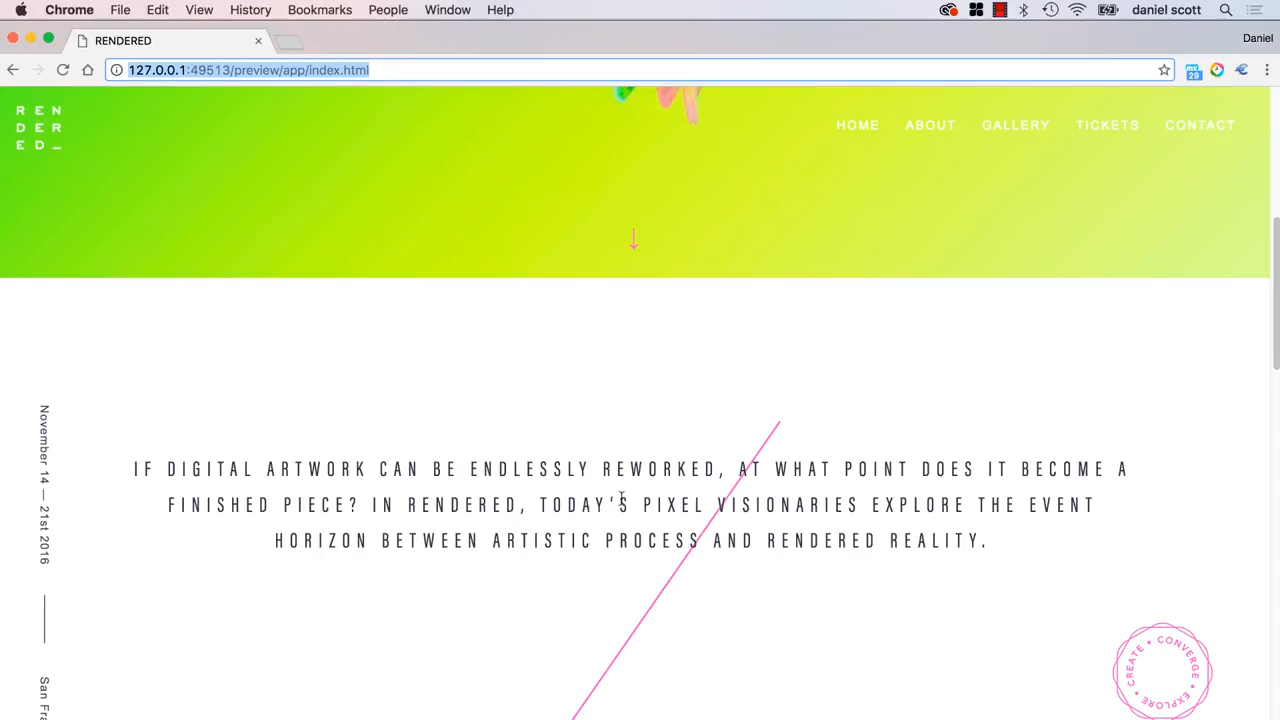 Chrome File Edit View History Bookmarks People Window Help daniel scott
RENDERED Daniel
127.0.0.1:49513/preview/app/index.html
REN
DER
ED_
HOME ABOUT GALLERY TICKETS CONTACT
November 14 — 21st 2016
San Fra
IF DIGITAL ARTWORK CAN BE ENDLESSLY REWORKED, AT WHAT POINT DOES IT BECOME A
FINISHED PIECE? IN RENDERED, TODAY'S PIXEL VISIONARIES EXPLORE THE EVENT
HORIZON BETWEEN ARTISTIC PROCESS AND RENDERED REALITY.
CREATE • CONVERGE • EXPLORE •